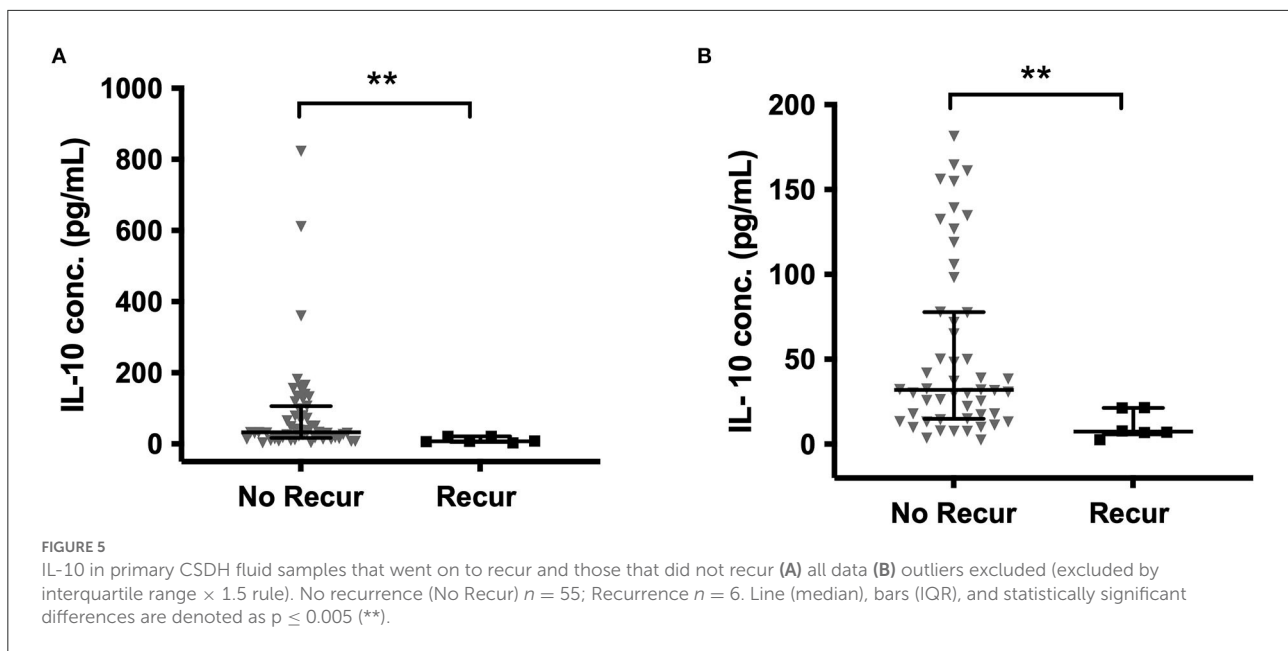 A
1000
800
600
400
200
0
IL-10 conc. (pg/mL)
**
No Recur
Recur
B
200
150
100
50
0
IL- 10 conc. (pg/mL)
**
No Recur
Recur
FIGURE 5
IL-10 in primary CSDH fluid samples that went on to recur and those that did not recur (A) all data (B) outliers excluded (excluded by
interquartile range × 1.5 rule). No recurrence (No Recur) n = 55; Recurrence n = 6. Line (median), bars (IQR), and statistically significant
differences are denoted as p ≤ 0.005 (**).